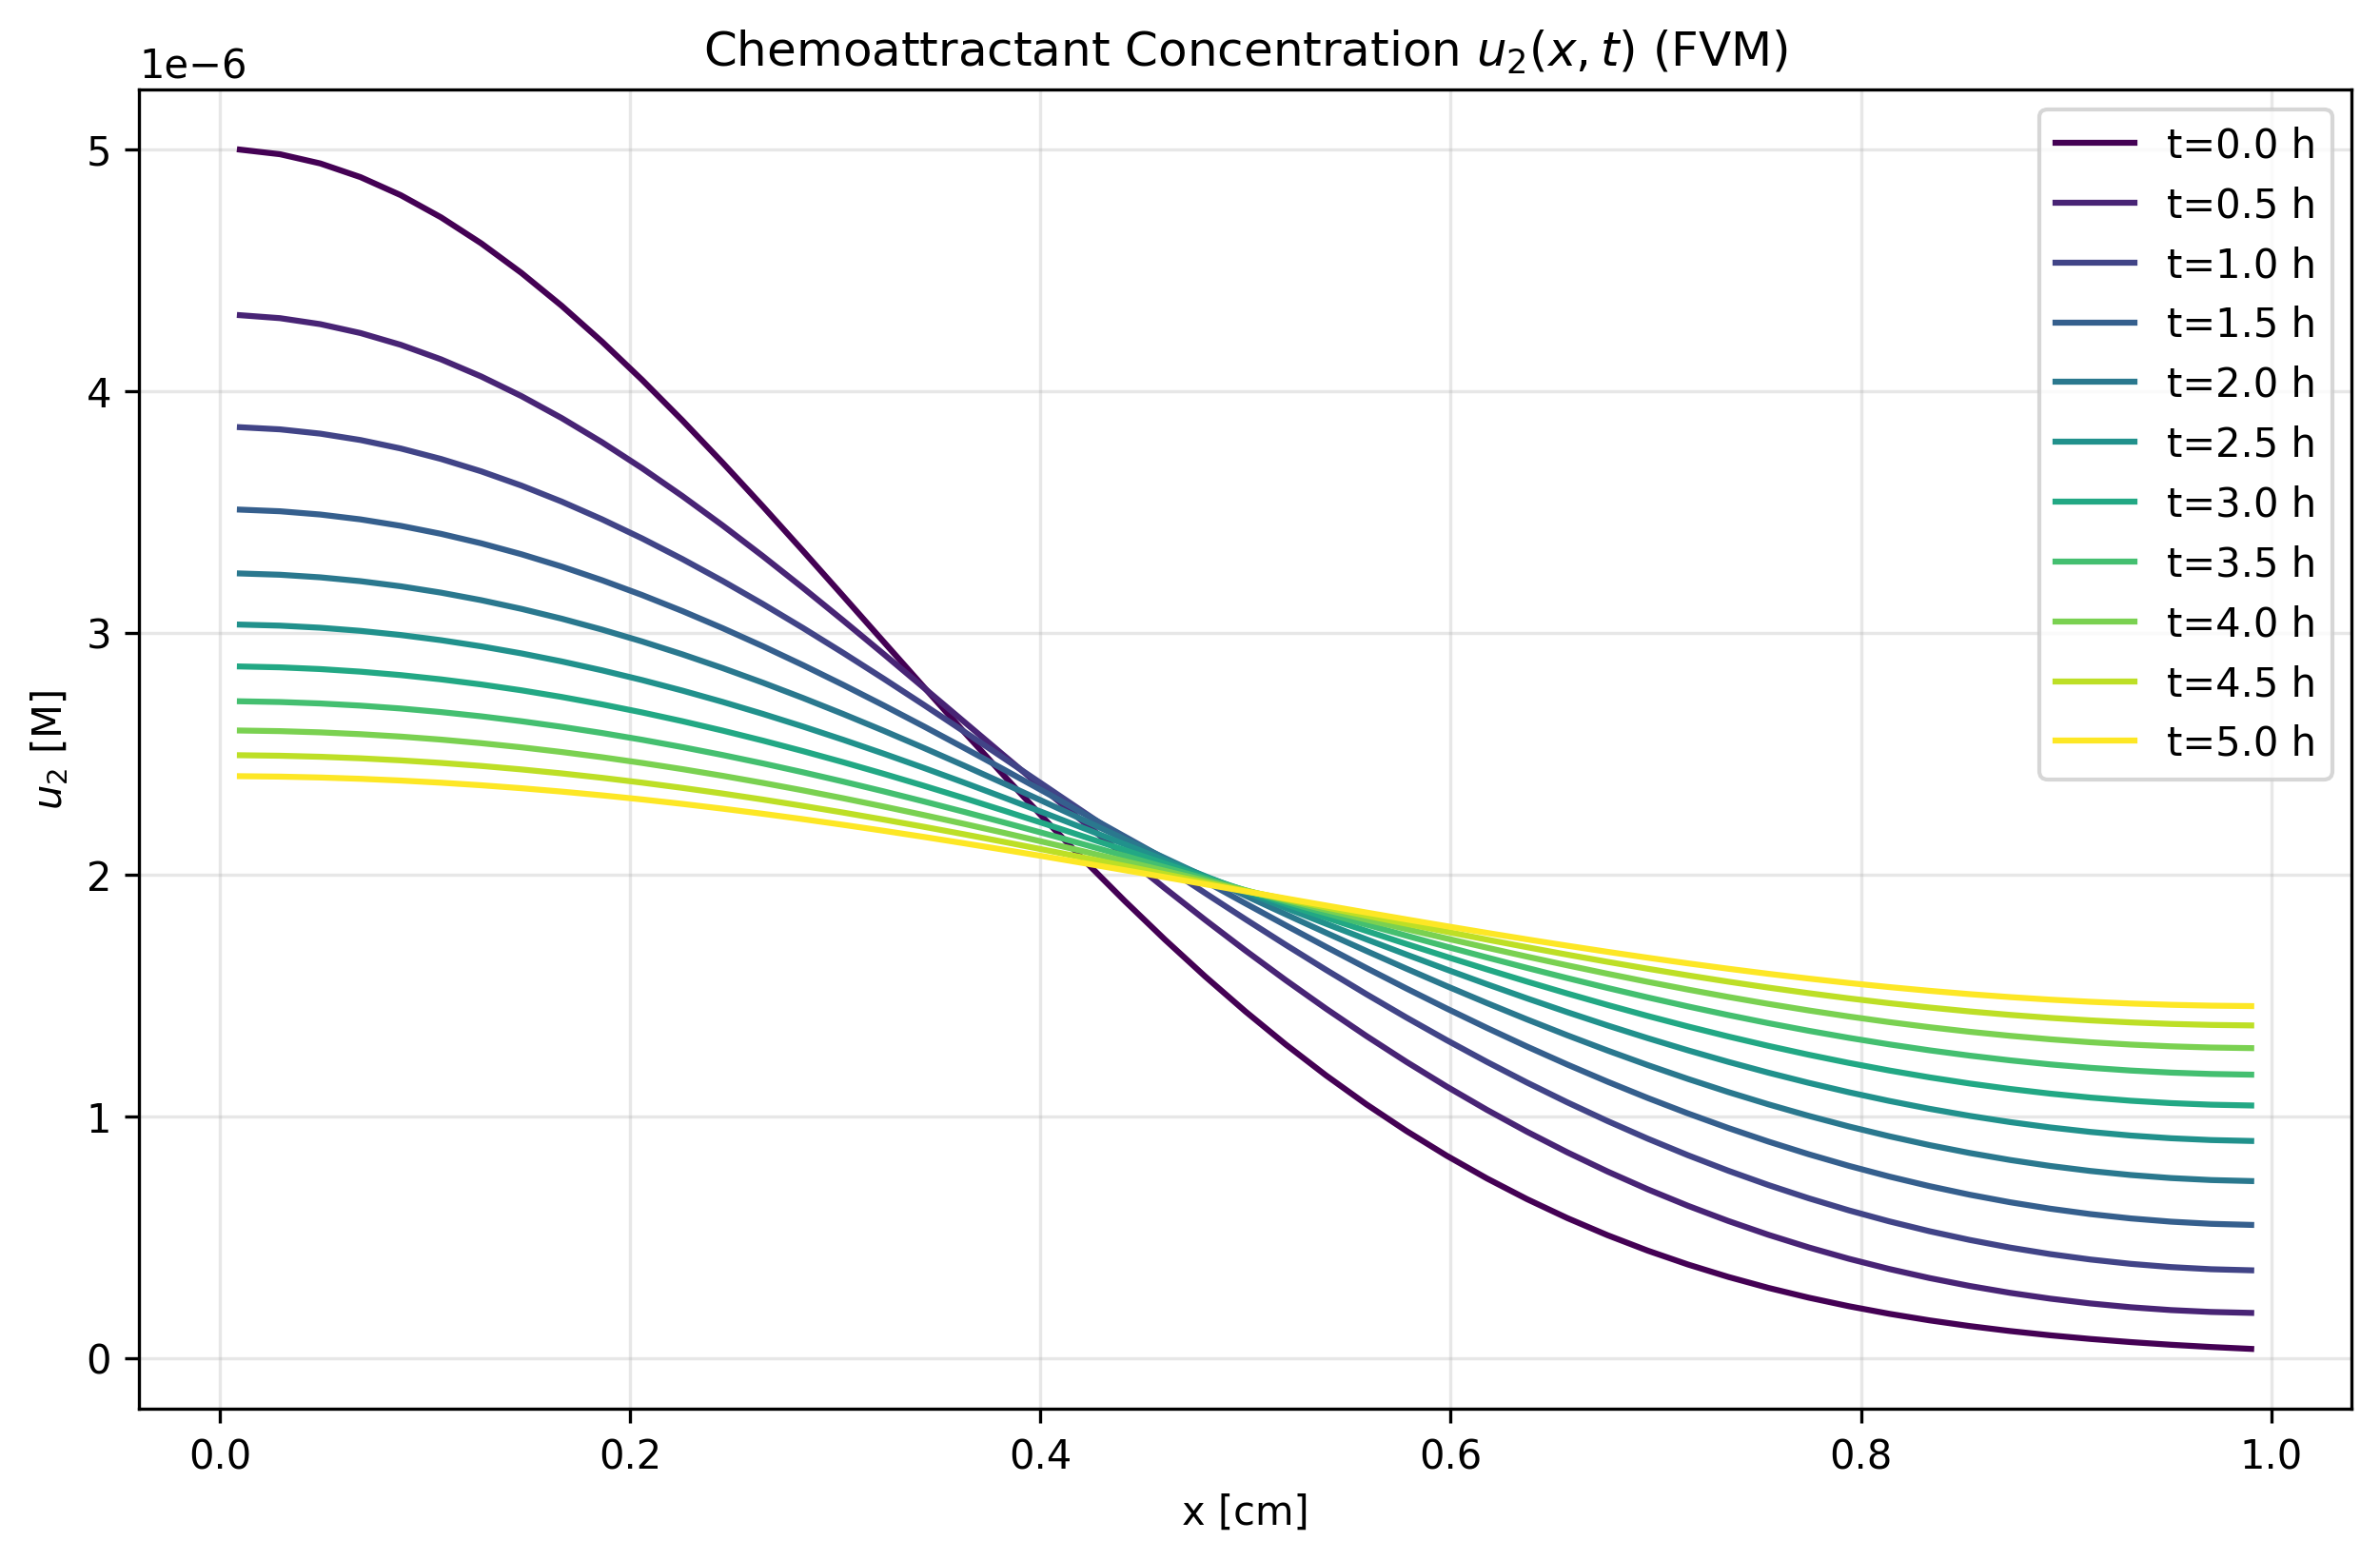 Chemoattractant Concentration u₂(x, t) (FVM)
1e−6
5
4
3
2
1
0
u₂ [M]
0.0 0.2 0.4 0.6 0.8 1.0
x [cm]
t=0.0 h
t=0.5 h
t=1.0 h
t=1.5 h
t=2.0 h
t=2.5 h
t=3.0 h
t=3.5 h
t=4.0 h
t=4.5 h
t=5.0 h